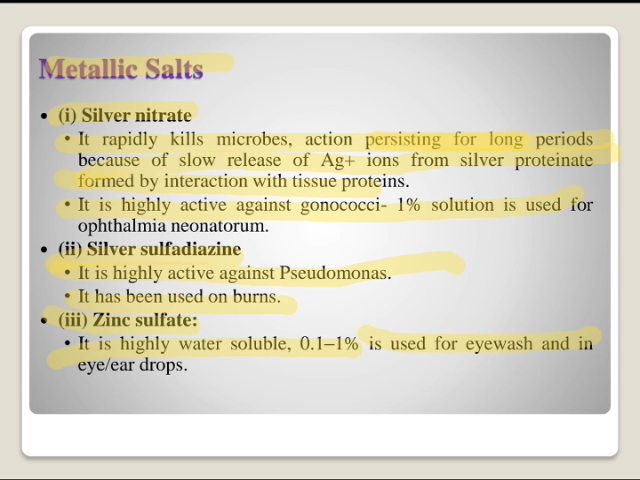 Metallic Salts
• (i) Silver nitrate
• It rapidly kills microbes, action persisting for long periods
because of slow release of Ag+ ions from silver proteinate
formed by interaction with tissue proteins.
• It is highly active against gonococci- 1% solution is used for
ophthalmia neonatorum.
• (ii) Silver sulfadiazine
• It is highly active against Pseudomonas.
• It has been used on burns.
• (iii) Zinc sulfate:
• It is highly water soluble, 0.1–1% is used for eyewash and in
eye/ear drops.